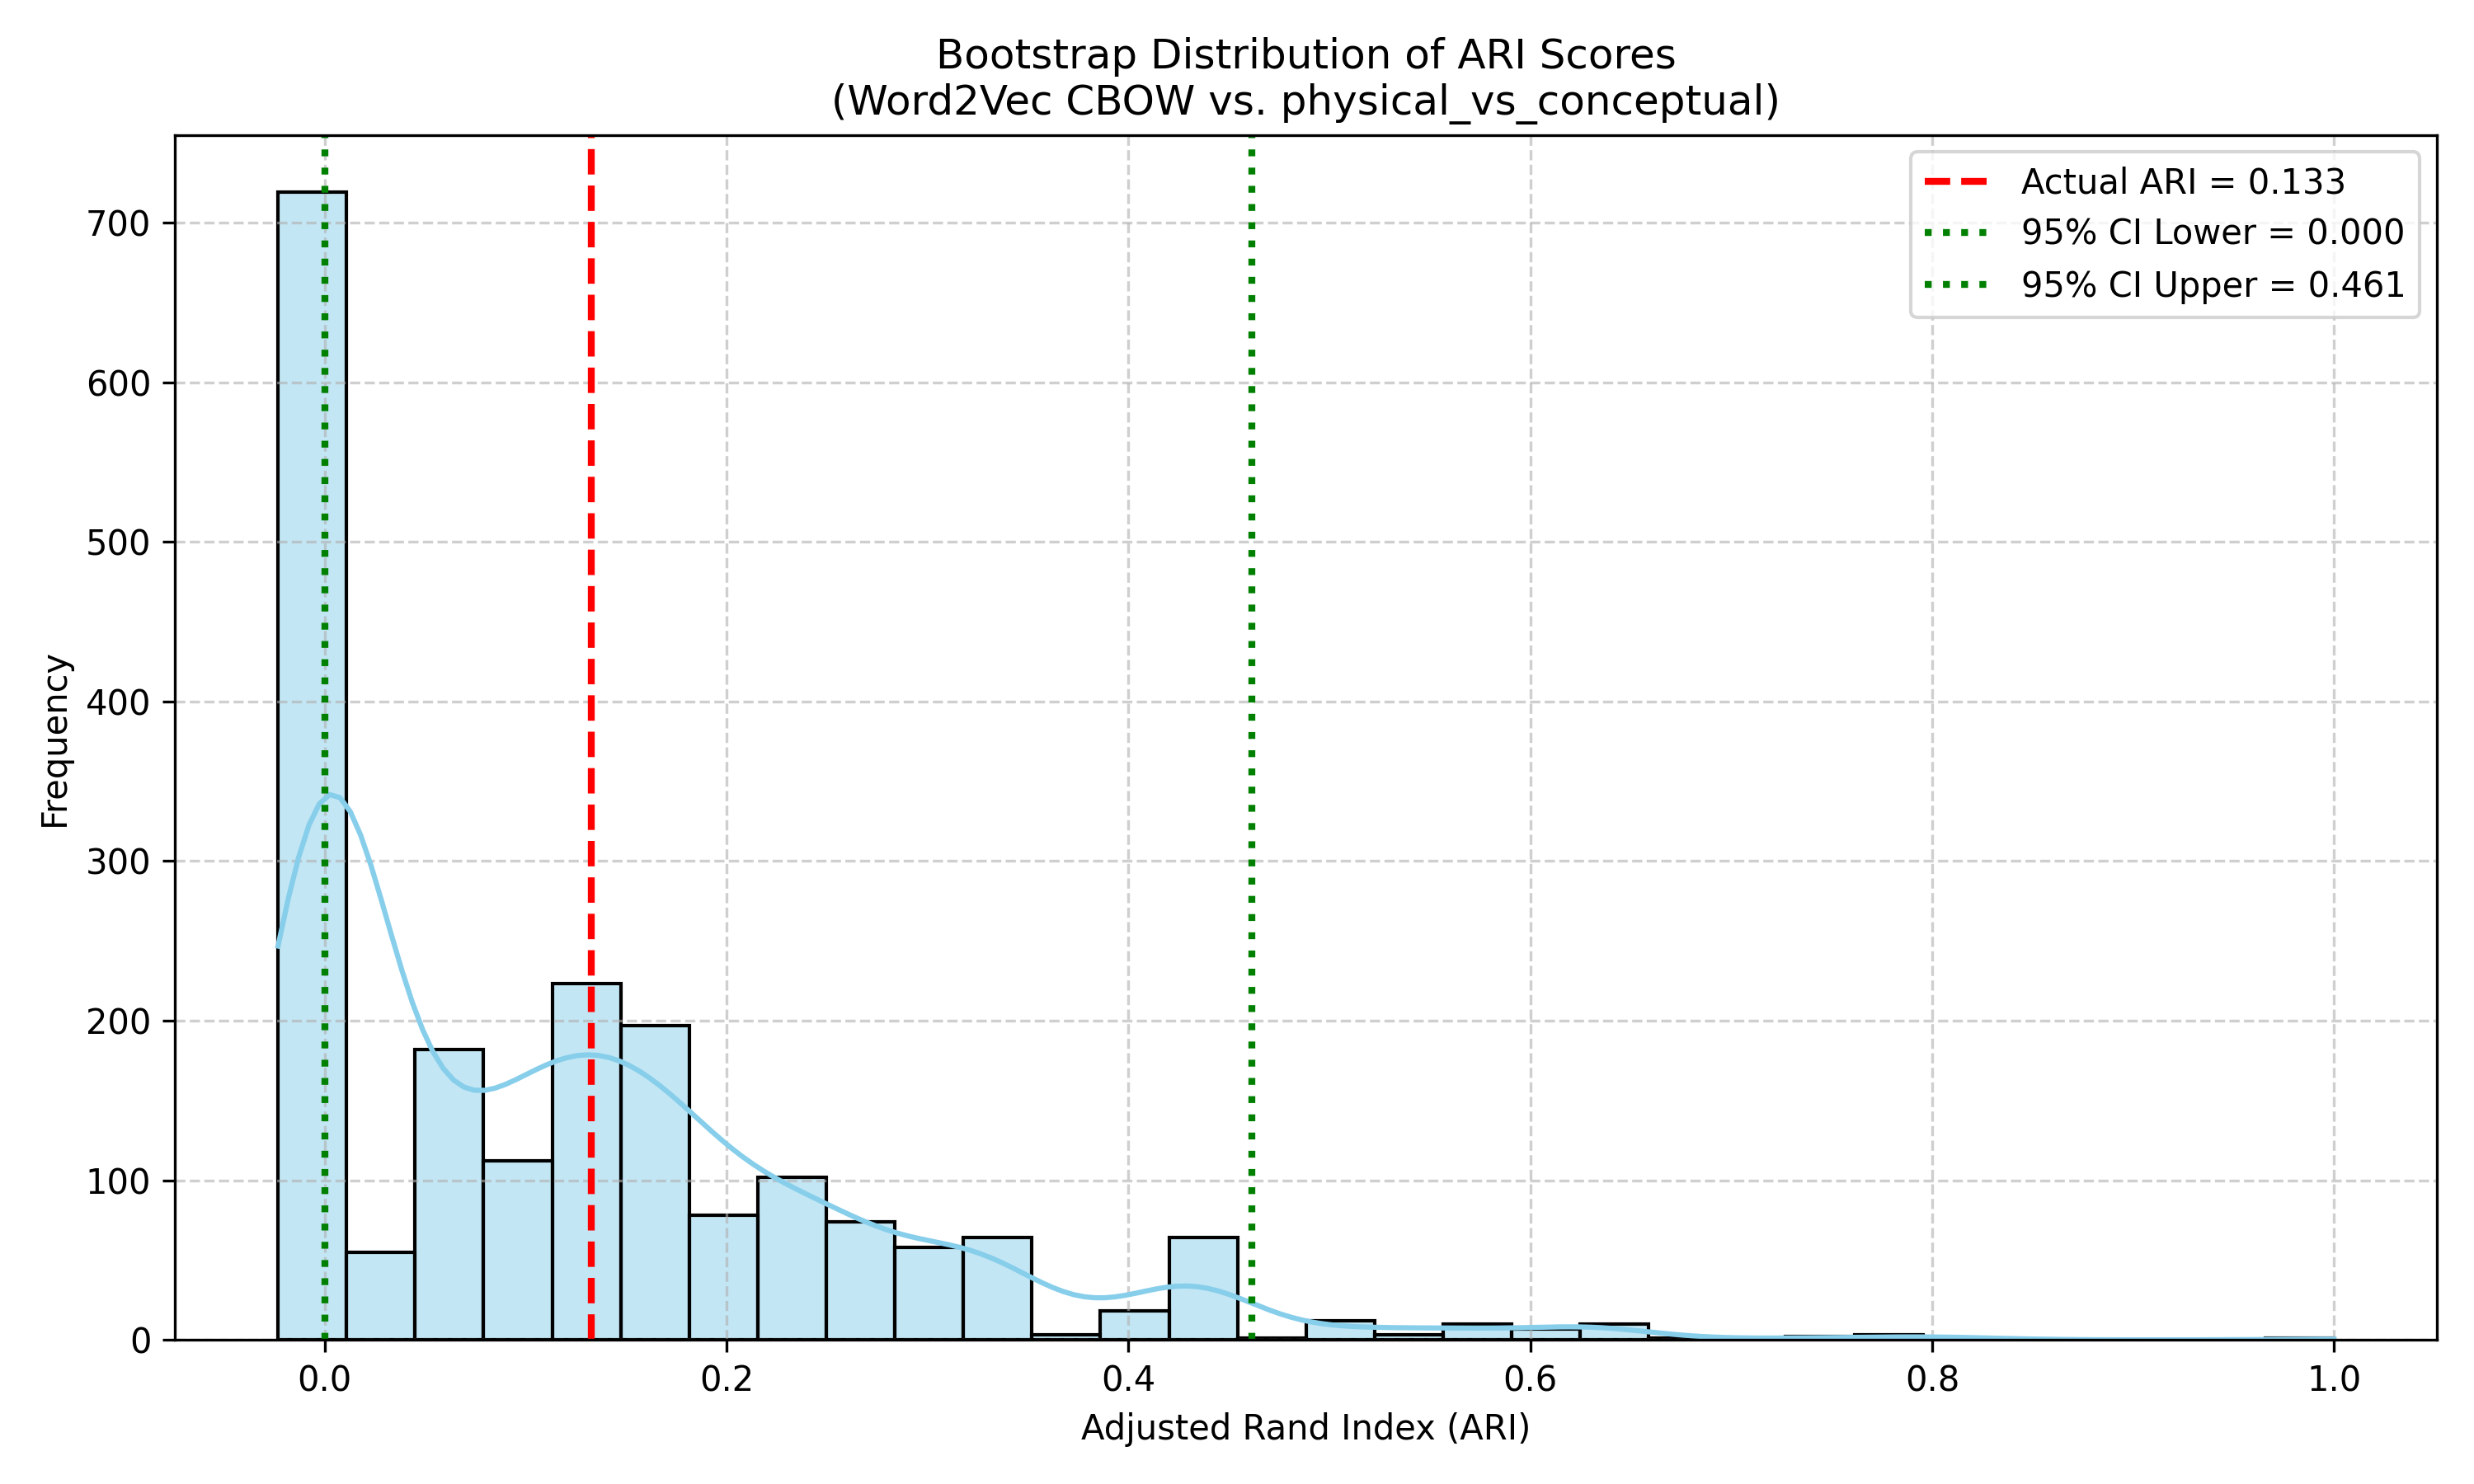 Bootstrap Distribution of ARI Scores
(Word2Vec CBOW vs. physical_vs_conceptual)
Actual ARI = 0.133
95% CI Lower = 0.000
95% CI Upper = 0.461
Frequency
700
600
500
400
300
200
100
0
0.0 0.2 0.4 0.6 0.8 1.0
Adjusted Rand Index (ARI)